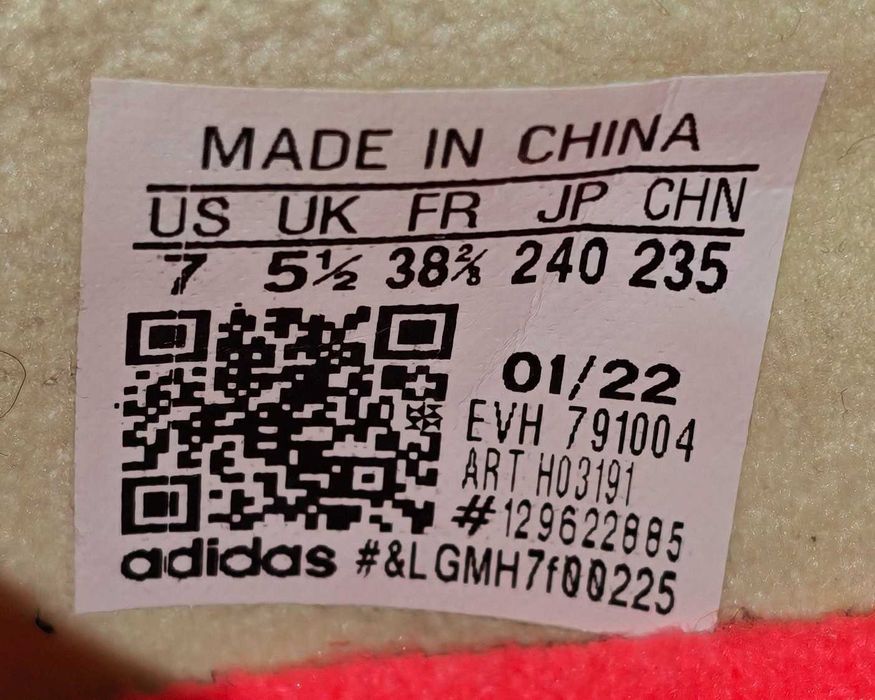 MADE IN CHINA
US UK FR JP CHN
7 5½ 38⅔ 240 235
01/22
EVH 791004
ART H03191
#129622885
adidas #&LGMH7f00225